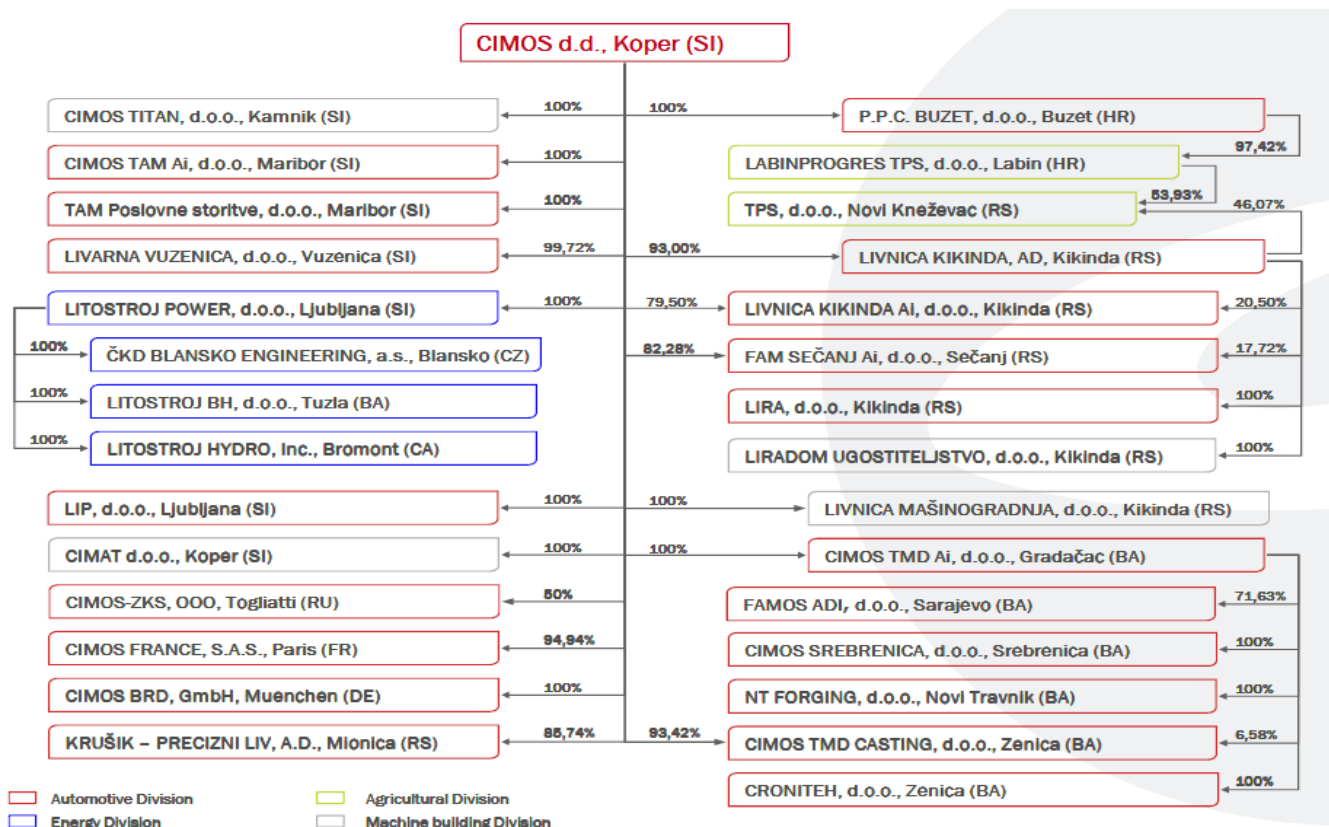 CIMOS d.d., Koper (SI)
100%
100%
CIMOS TITAN, d.o.o., Kamnik (SI)
P.P.C. BUZET, d.o.o., Buzet (HR)
97,42%
CIMOS TAM Ai, d.o.o., Maribor (SI)
100%
LABINPROGRES TPS, d.o.o., Labin (HR)
53,93%
TAM Poslovne storitve, d.o.o., Maribor (SI)
100%
TPS, d.o.o., Novi Kneževac (RS)
46,07%
LIVARNA VUZENICA, d.o.o., Vuzenica (SI)
99,72%
93,00%
LIVNICA KIKINDA, AD, Kikinda (RS)
LITOSTROJ POWER, d.o.o., Ljubljana (SI)
100%
79,50%
LIVNICA KIKINDA Ai, d.o.o., Kikinda (RS)
20,50%
100%
ČKD BLANSKO ENGINEERING, a.s., Blansko (CZ)
82,28%
FAM SEČANJ Ai, d.o.o., Sečanj (RS)
17,72%
100%
LITOSTROJ BH, d.o.o., Tuzla (BA)
LIRA, d.o.o., Kikinda (RS)
100%
100%
LITOSTROJ HYDRO, Inc., Bromont (CA)
LIRADOM UGOSTITELJSTVO, d.o.o., Kikinda (RS)
100%
LIP, d.o.o., Ljubljana (SI)
100%
100%
LIVNICA MAŠINOGRADNJA, d.o.o., Kikinda (RS)
CIMAT d.o.o., Koper (SI)
100%
100%
CIMOS TMD Ai, d.o.o., Gradačac (BA)
CIMOS-ZKS, OOO, Togliatti (RU)
50%
FAMOS ADI, d.o.o., Sarajevo (BA)
71,63%
CIMOS FRANCE, S.A.S., Paris (FR)
94,94%
CIMOS SREBRENICA, d.o.o., Srebrenica (BA)
100%
CIMOS BRD, GmbH, Muenchen (DE)
100%
NT FORGING, d.o.o., Novi Travnik (BA)
100%
KRUŠIK – PRECIZNI LIV, A.D., Mionica (RS)
85,74%
93,42%
CIMOS TMD CASTING, d.o.o., Zenica (BA)
6,58%
CRONITEH, d.o.o., Zenica (BA)
100%
Automotive Division
Agricultural Division
Energy Division
Machine building Division